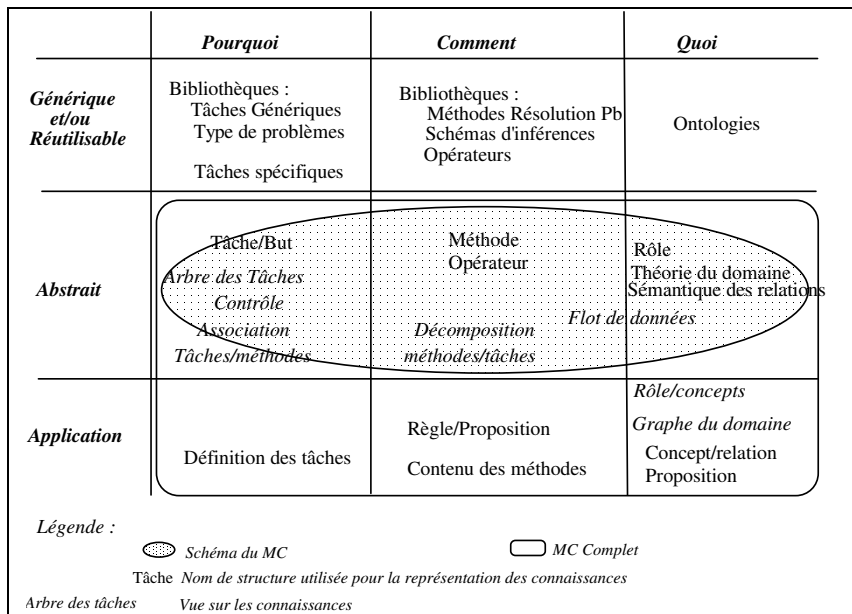 Pourquoi Comment Quoi
Générique
et/ou
Réutilisable
Bibliothèques :
Tâches Génériques
Type de problèmes
Tâches spécifiques
Bibliothèques :
Méthodes Résolution Pb
Schémas d'inférences
Opérateurs
Ontologies
Abstrait
Tâche/But
Arbre des Tâches
Contrôle
Association
Tâches/méthodes
Méthode
Opérateur
Décomposition
méthodes/tâches
Rôle
Théorie du domaine
Sémantique des relations
Flot de données
Application
Définition des tâches
Règle/Proposition
Contenu des méthodes
Rôle/concepts
Graphe du domaine
Concept/relation
Proposition
Légende :
Schéma du MC MC Complet
Tâche Nom de structure utilisée pour la représentation des connaissances
Arbre des tâches Vue sur les connaissances